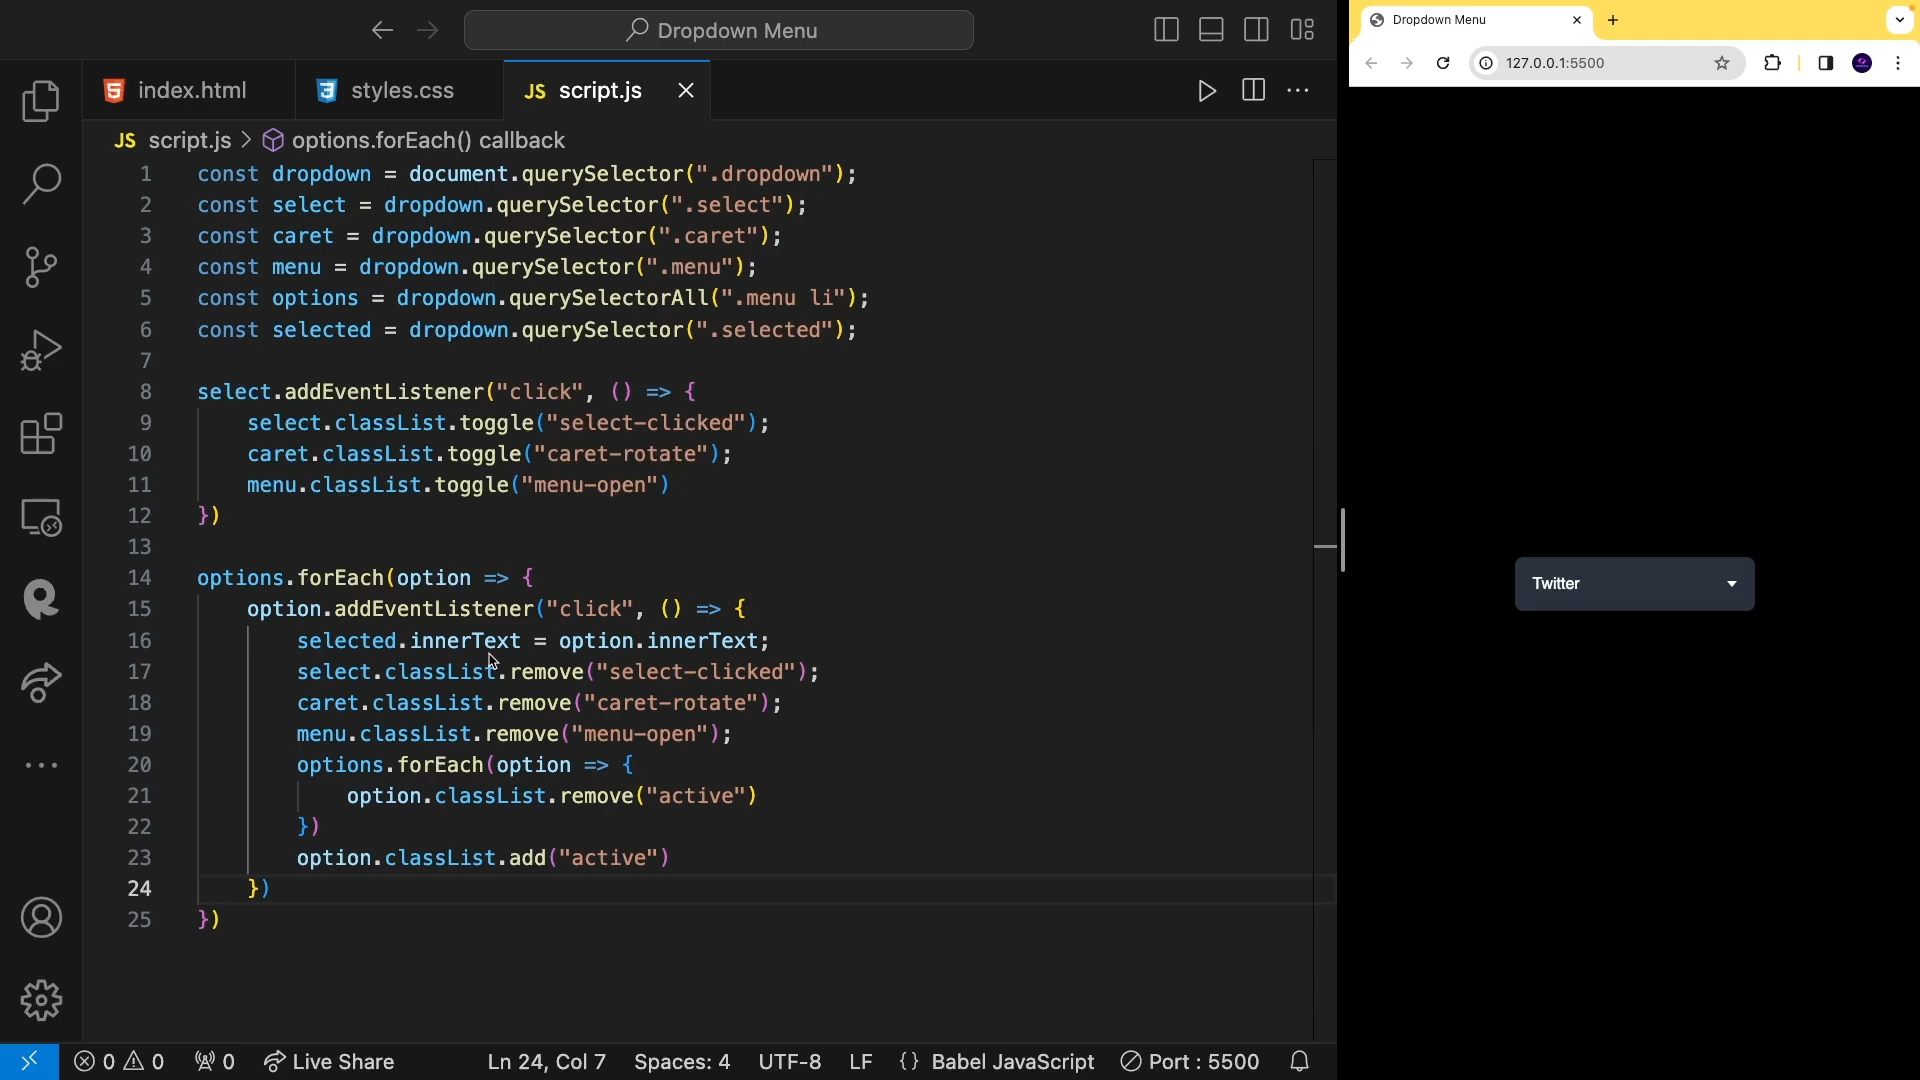 Dropdown Menu
index.html
styles.css
JS script.js
JS script.js > options.forEach() callback
1 const dropdown = document.querySelector(".dropdown");
2 const select = dropdown.querySelector(".select");
3 const caret = dropdown.querySelector(".caret");
4 const menu = dropdown.querySelector(".menu");
5 const options = dropdown.querySelectorAll(".menu li");
6 const selected = dropdown.querySelector(".selected");
7
8 select.addEventListener("click", () => {
9 select.classList.toggle("select-clicked");
10 caret.classList.toggle("caret-rotate");
11 menu.classList.toggle("menu-open")
12 })
13
14 options.forEach(option => {
15 option.addEventListener("click", () => {
16 selected.innerText = option.innerText;
17 select.classList.remove("select-clicked");
18 caret.classList.remove("caret-rotate");
19 menu.classList.remove("menu-open");
20 options.forEach(option => {
21 option.classList.remove("active")
22 })
23 option.classList.add("active")
24 })
25 })
0 0 0 Live Share Ln 24, Col 7 Spaces: 4 UTF-8 LF {} Babel JavaScript Port : 5500
Dropdown Menu
127.0.0.1:5500
Twitter